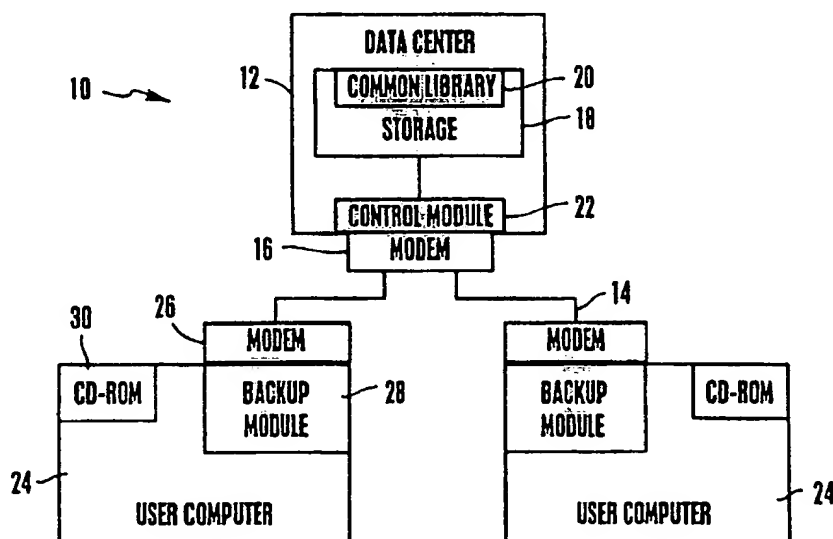 DATA CENTER
12
COMMON LIBRARY
20
10
STORAGE
18
CONTROL MODULE
22
16
MODEM
14
26
MODEM
MODEM
30
CD-ROM
BACKUP
MODULE
28
BACKUP
MODULE
CD-ROM
24
USER COMPUTER
USER COMPUTER
24